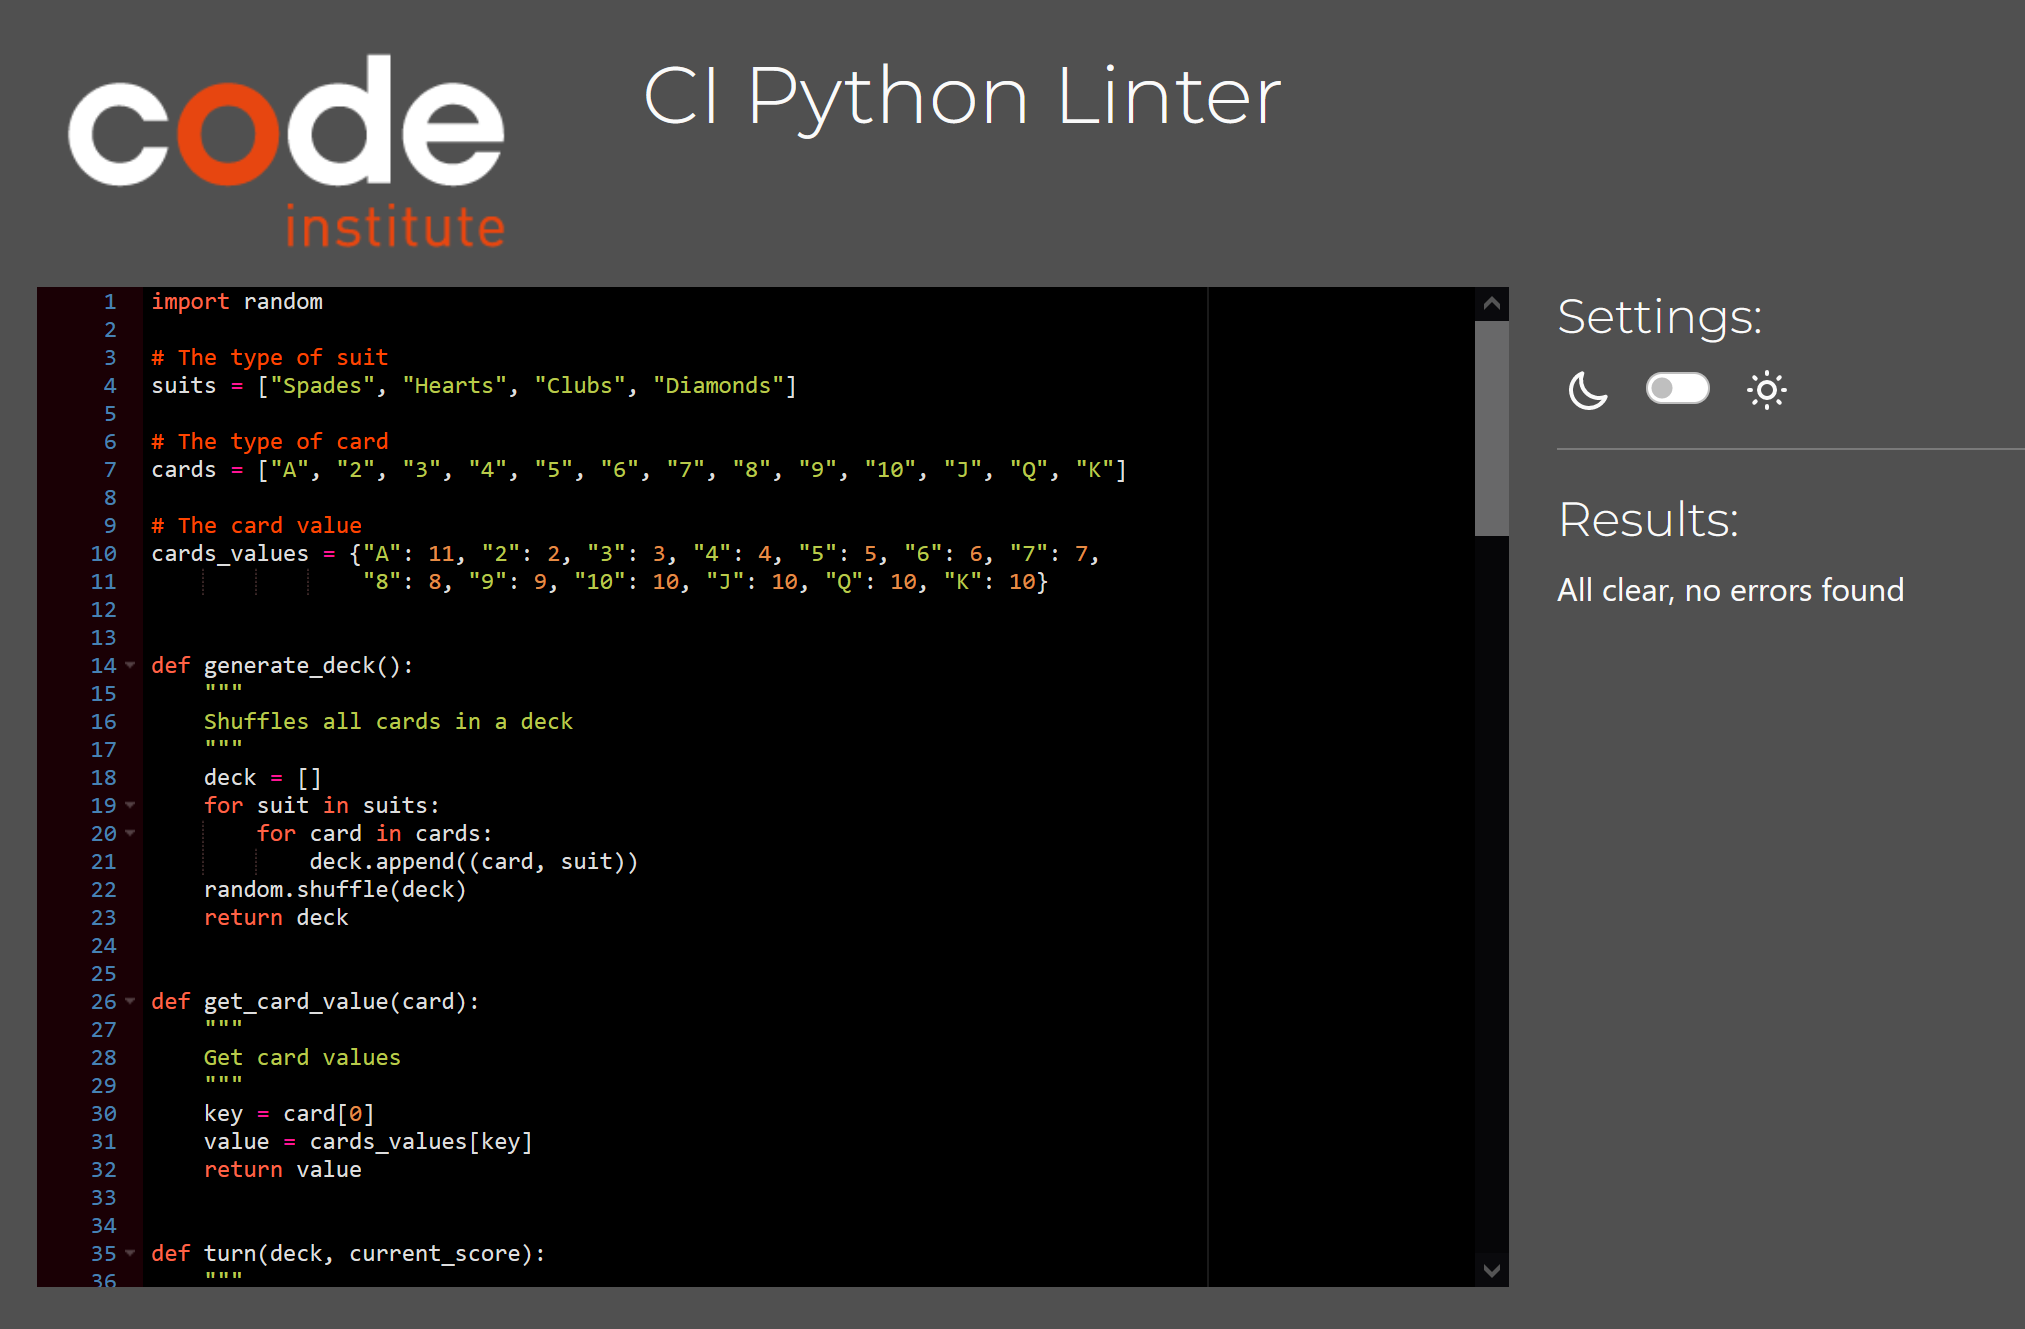 code
institute
CI Python Linter
1 import random
2
3 # The type of suit
4 suits = ["Spades", "Hearts", "Clubs", "Diamonds"]
5
6 # The type of card
7 cards = ["A", "2", "3", "4", "5", "6", "7", "8", "9", "10", "J", "Q", "K"]
8
9 # The card value
10 cards_values = {"A": 11, "2": 2, "3": 3, "4": 4, "5": 5, "6": 6, "7": 7,
11                 "8": 8, "9": 9, "10": 10, "J": 10, "Q": 10, "K": 10}
12
13
14 def generate_deck():
15     """
16     Shuffles all cards in a deck
17     """
18     deck = []
19     for suit in suits:
20         for card in cards:
21             deck.append((card, suit))
22     random.shuffle(deck)
23     return deck
24
25
26 def get_card_value(card):
27     """
28     Get card values
29     """
30     key = card[0]
31     value = cards_values[key]
32     return value
33
34
35 def turn(deck, current_score):
36     """
Settings:
Results:
All clear, no errors found